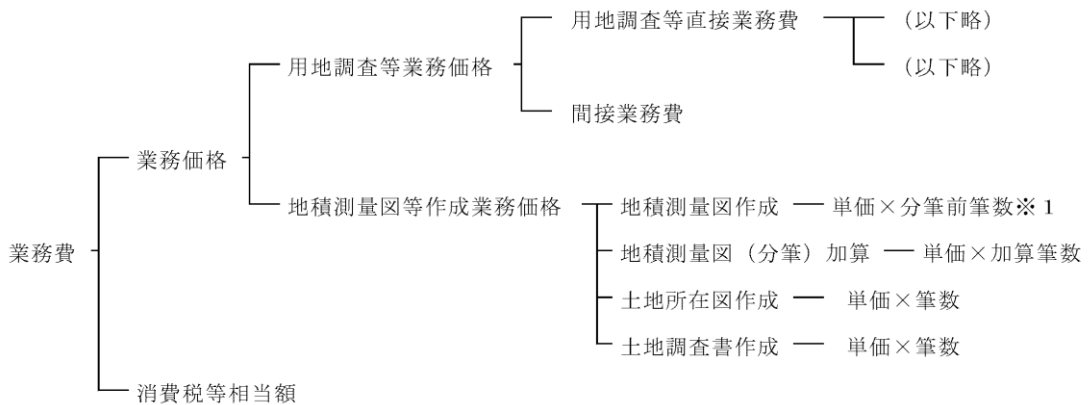 用地調査等直接業務費
（以下略）
（以下略）
用地調査等業務価格
間接業務費
業務価格
地積測量図等作成業務価格
地積測量図作成
単価×分筆前筆数※１
地積測量図（分筆）加算
単価×加算筆数
業務費
土地所在図作成
単価×筆数
土地調査書作成
単価×筆数
消費税等相当額